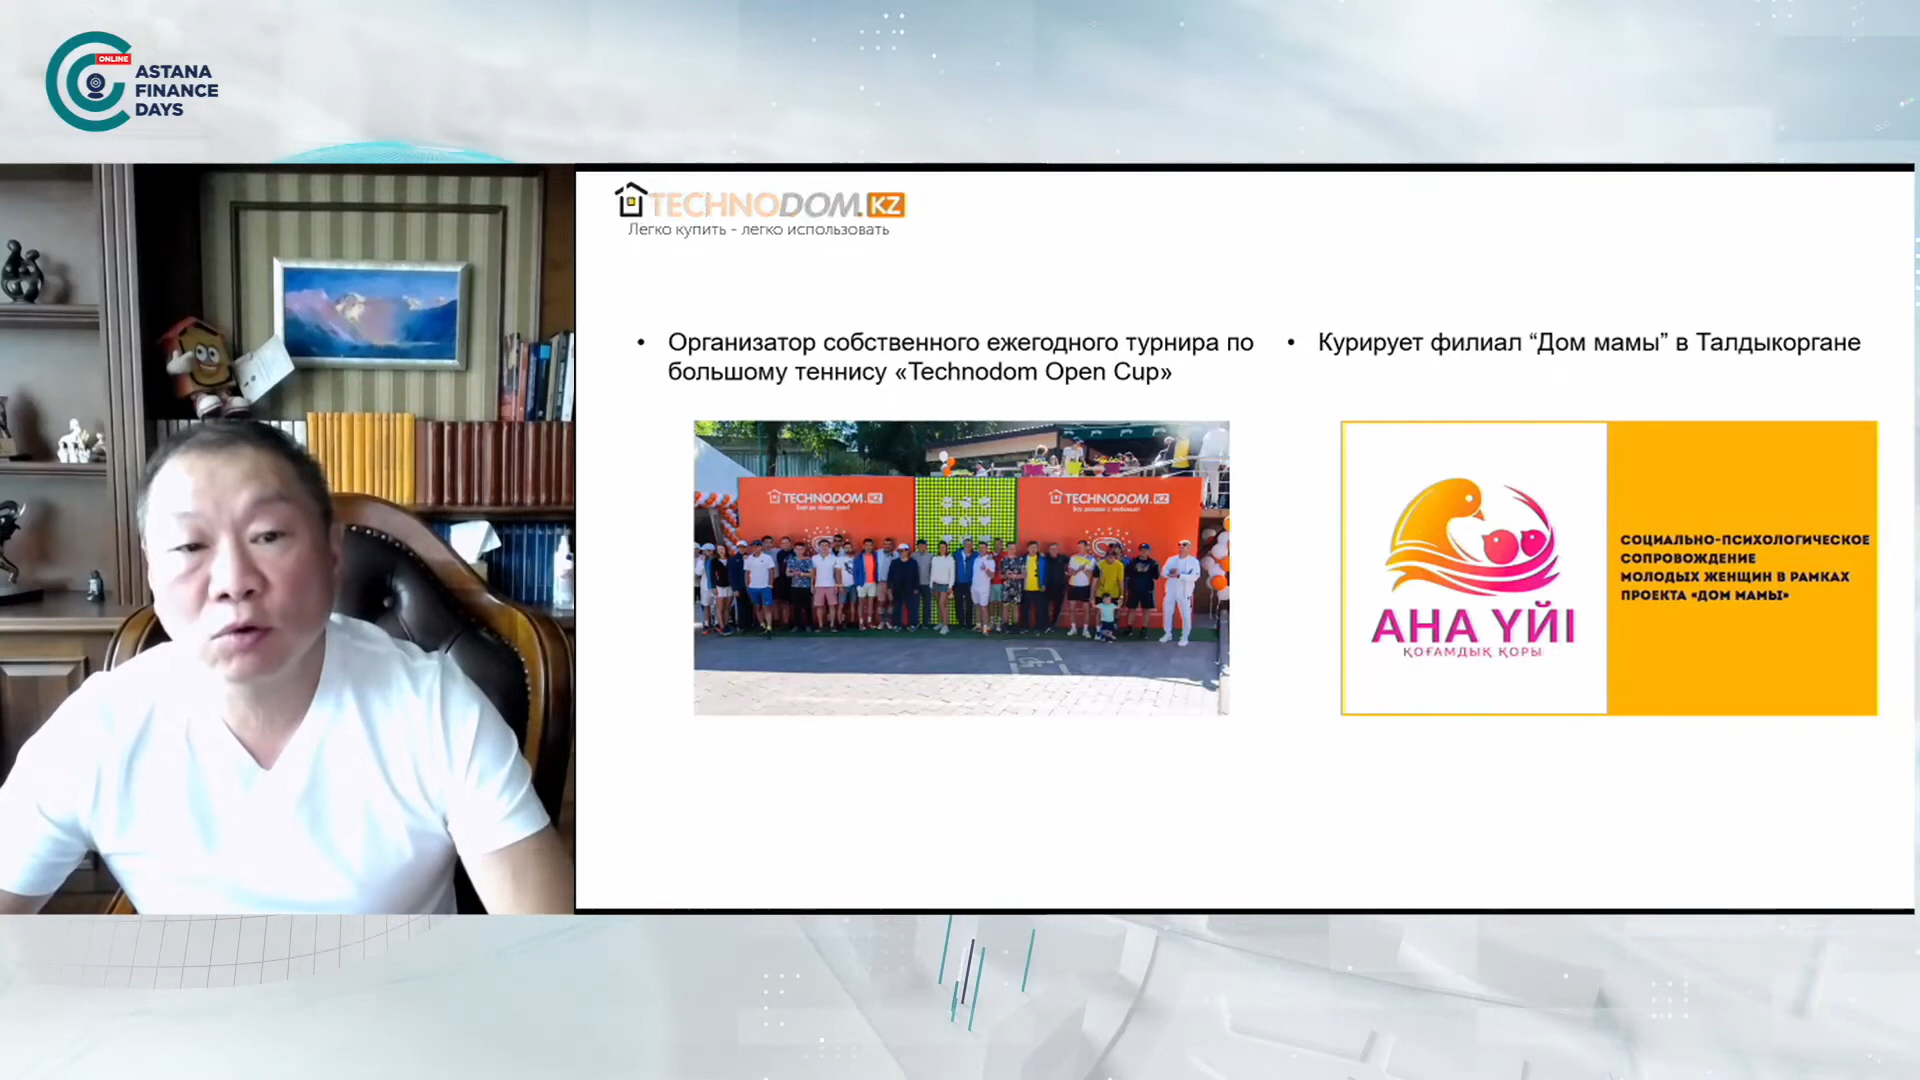 ONLINE
ASTANA
FINANCE
DAYS
TECHNODOM.KZ
Легко купить - легко использовать
• Организатор собственного ежегодного турнира по
большому теннису «Technodom Open Cup»
• Курирует филиал “Дом мамы” в Талдыкоргане
TECHNODOM.KZ
TECHNODOM.KZ
АНА ҮЙІ
ҚОҒАМДЫҚ ҚОРЫ
СОЦИАЛЬНО-ПСИХОЛОГИЧЕСКОЕ
СОПРОВОЖДЕНИЕ
МОЛОДЫХ ЖЕНЩИН В РАМКАХ
ПРОЕКТА «ДОМ МАМЫ»